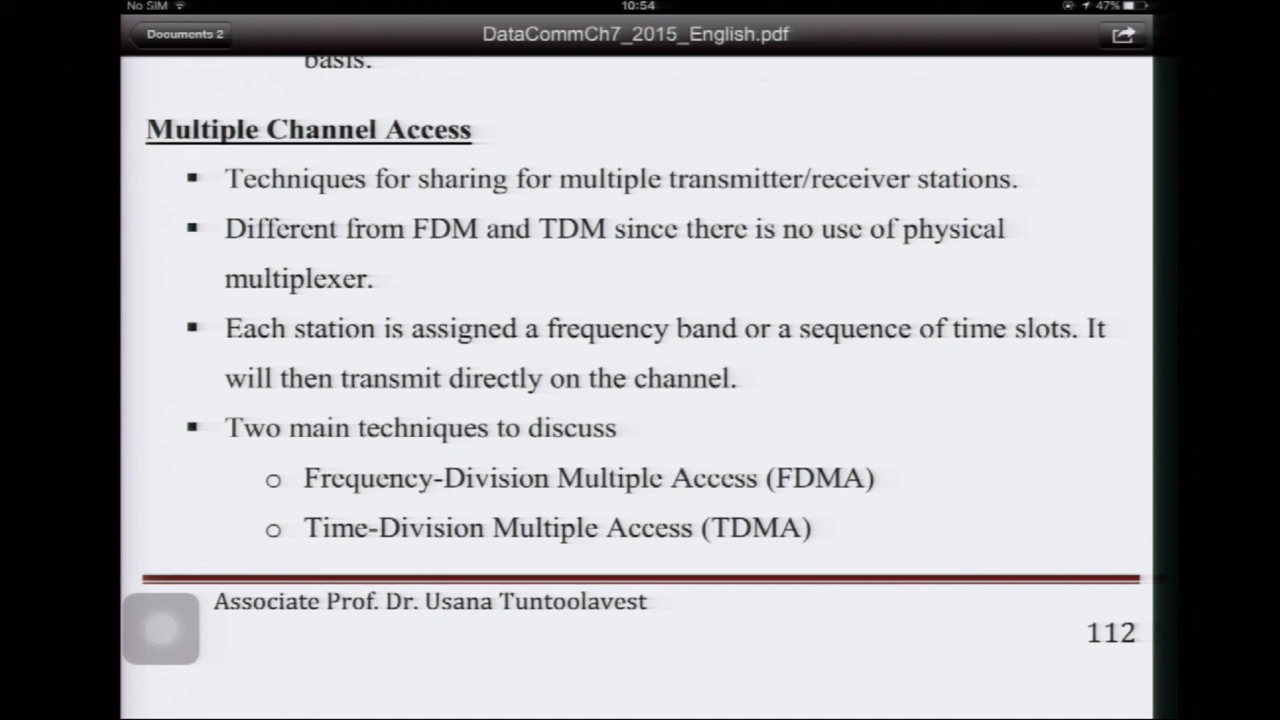 No SIM 10:54 47%
Documents 2 DataCommCh7_2015_English.pdf
basis.
Multiple Channel Access
▪ Techniques for sharing for multiple transmitter/receiver stations.
▪ Different from FDM and TDM since there is no use of physical
multiplexer.
▪ Each station is assigned a frequency band or a sequence of time slots. It
will then transmit directly on the channel.
▪ Two main techniques to discuss
o Frequency-Division Multiple Access (FDMA)
o Time-Division Multiple Access (TDMA)
Associate Prof. Dr. Usana Tuntoolavest
112